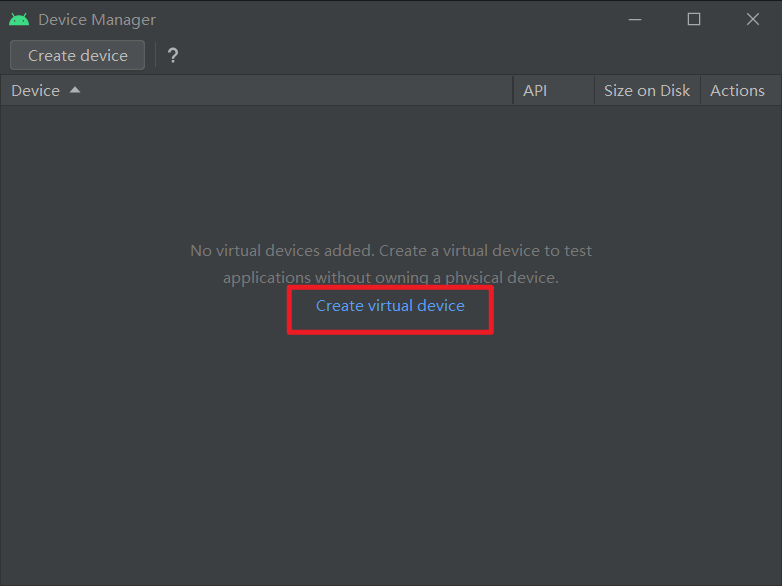 Device Manager
Create device ?
Device API Size on Disk Actions
No virtual devices added. Create a virtual device to test
applications without owning a physical device.
Create virtual device